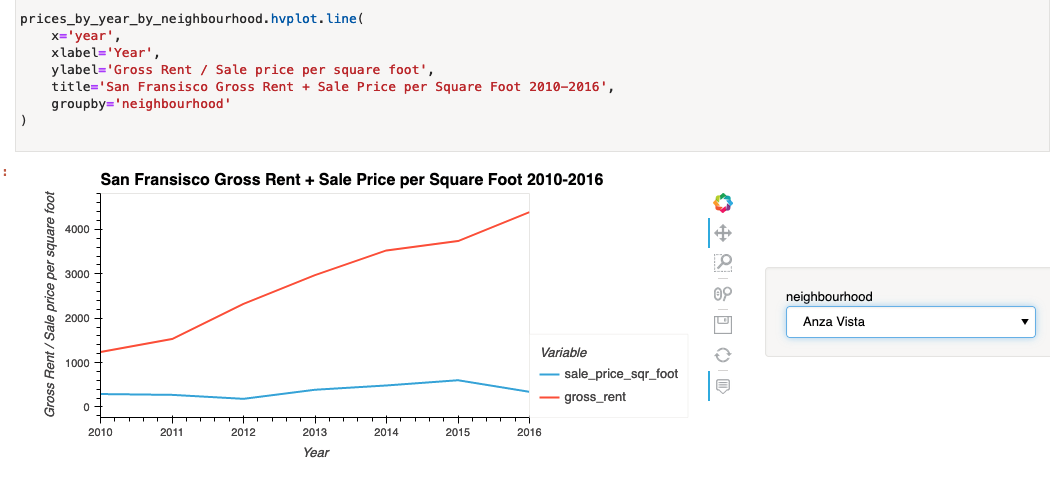 prices_by_year_by_neighbourhood.hvplot.line(
    x='year',
    xlabel='Year',
    ylabel='Gross Rent / Sale price per square foot',
    title='San Fransisco Gross Rent + Sale Price per Square Foot 2010-2016',
    groupby='neighbourhood'
)
:
San Fransisco Gross Rent + Sale Price per Square Foot 2010-2016
Gross Rent / Sale price per square foot
4000
3000
2000
1000
0
2010 2011 2012 2013 2014 2015 2016
Year
Variable
sale_price_sqr_foot
gross_rent
neighbourhood
Anza Vista